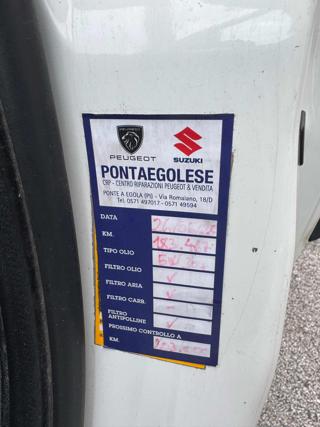 PEUGEOT
SUZUKI
PONTAEGOLESE
CRP - CENTRO RIPARAZIONI PEUGEOT & VENDITA
PONTE A EGOLA (PI) - Via Romaiano, 18/D
Tel. 0571 497017 - 0571 49594
DATA
KM.
TIPO OLIO
FILTRO OLIO ✓
FILTRO ARIA ✓
FILTRO CARB. -
FILTRO
ANTIPOLLINE ✓
PROSSIMO CONTROLLO A
KM.